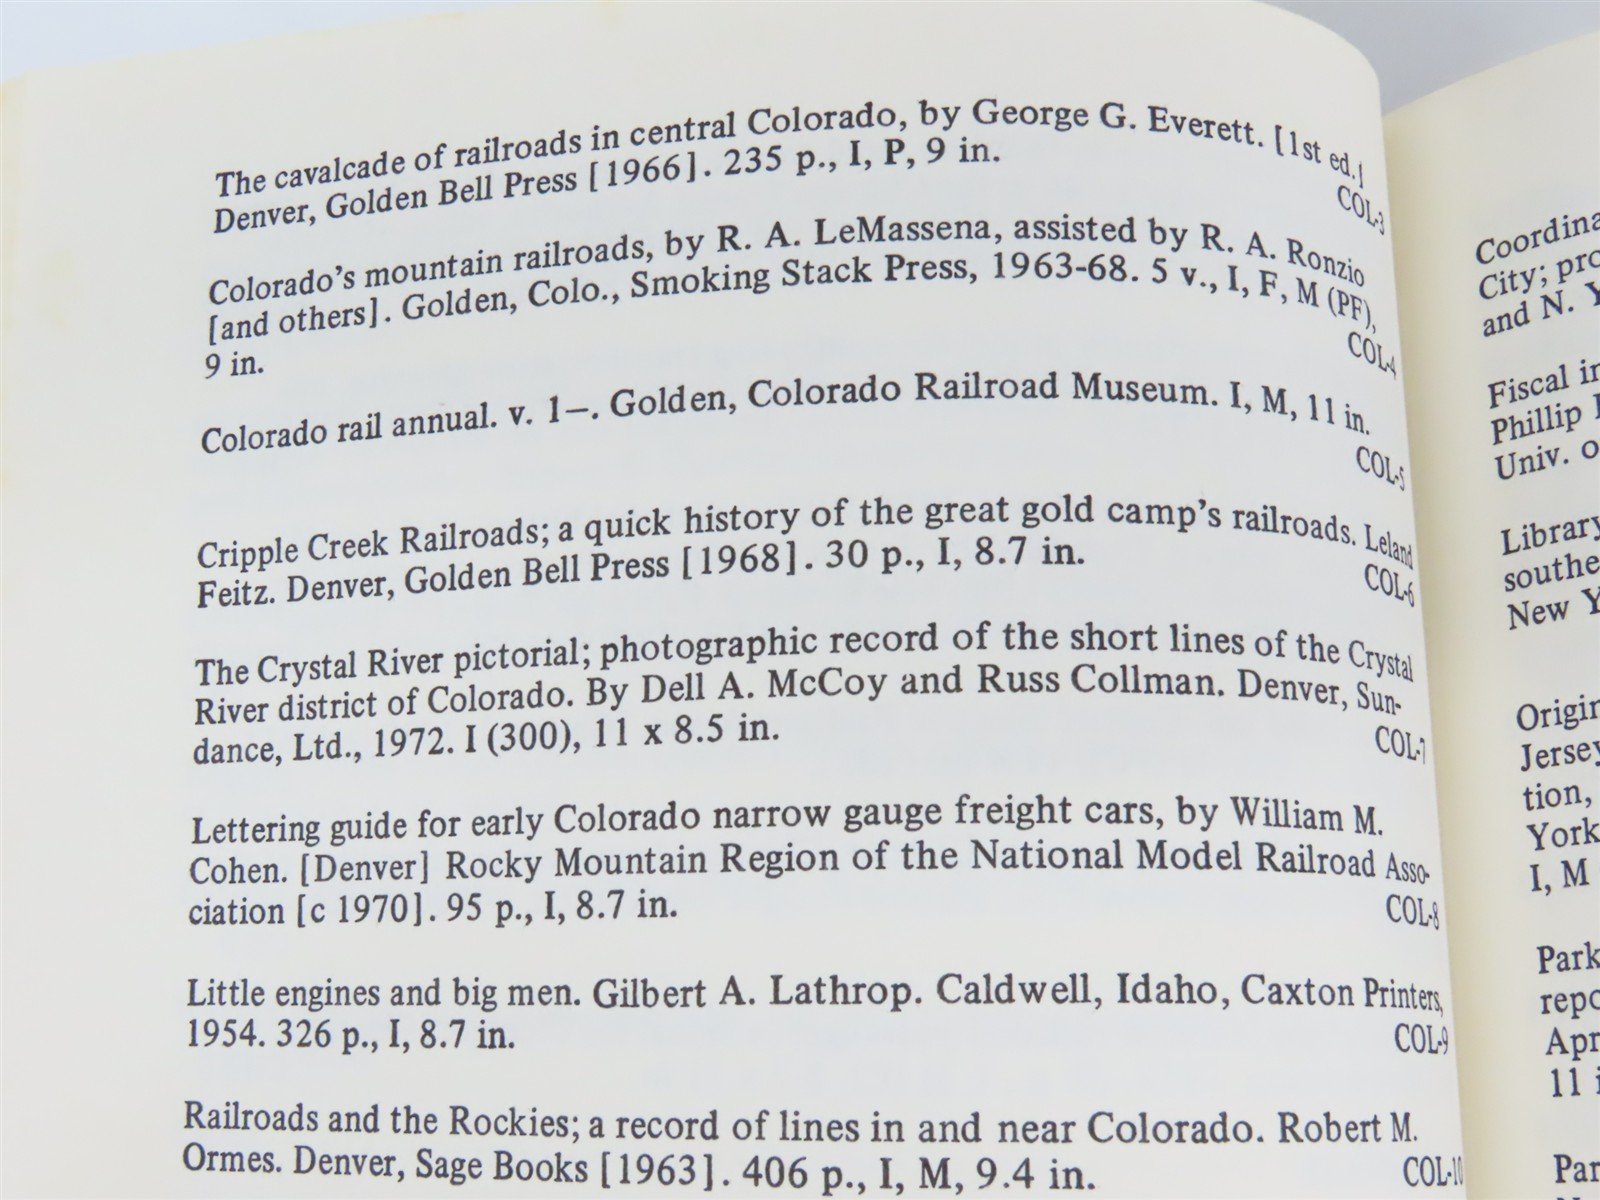 The cavalcade of railroads in central Colorado, by George G. Everett. [1st ed.]
Denver, Golden Bell Press [1966]. 235 p., I, P, 9 in.
COL-3
Colorado's mountain railroads, by R. A. LeMassena, assisted by R. A. Ronzio
[and others]. Golden, Colo., Smoking Stack Press, 1963-68. 5 v., I, F, M (PF),
9 in.
COL-4
Colorado rail annual. v. 1–. Golden, Colorado Railroad Museum. I, M, 11 in.
COL-5
Cripple Creek Railroads; a quick history of the great gold camp's railroads. Leland
Feitz. Denver, Golden Bell Press [1968]. 30 p., I, 8.7 in.
COL-6
The Crystal River pictorial; photographic record of the short lines of the Crystal
River district of Colorado. By Dell A. McCoy and Russ Collman. Denver, Sun-
dance, Ltd., 1972. I (300), 11 x 8.5 in.
COL-7
Lettering guide for early Colorado narrow gauge freight cars, by William M.
Cohen. [Denver] Rocky Mountain Region of the National Model Railroad Asso-
ciation [c 1970]. 95 p., I, 8.7 in.
COL-8
Little engines and big men. Gilbert A. Lathrop. Caldwell, Idaho, Caxton Printers,
1954. 326 p., I, 8.7 in.
COL-9
Railroads and the Rockies; a record of lines in and near Colorado. Robert M.
Ormes. Denver, Sage Books [1963]. 406 p., I, M, 9.4 in.
COL-10
Coordina
City; pro
and N. Y
Fiscal in
Phillip
Univ. o
Library
southe
New Y
Origin
Jersey
tion,
York
I, M
Park
repo
Apr
11 i
Par